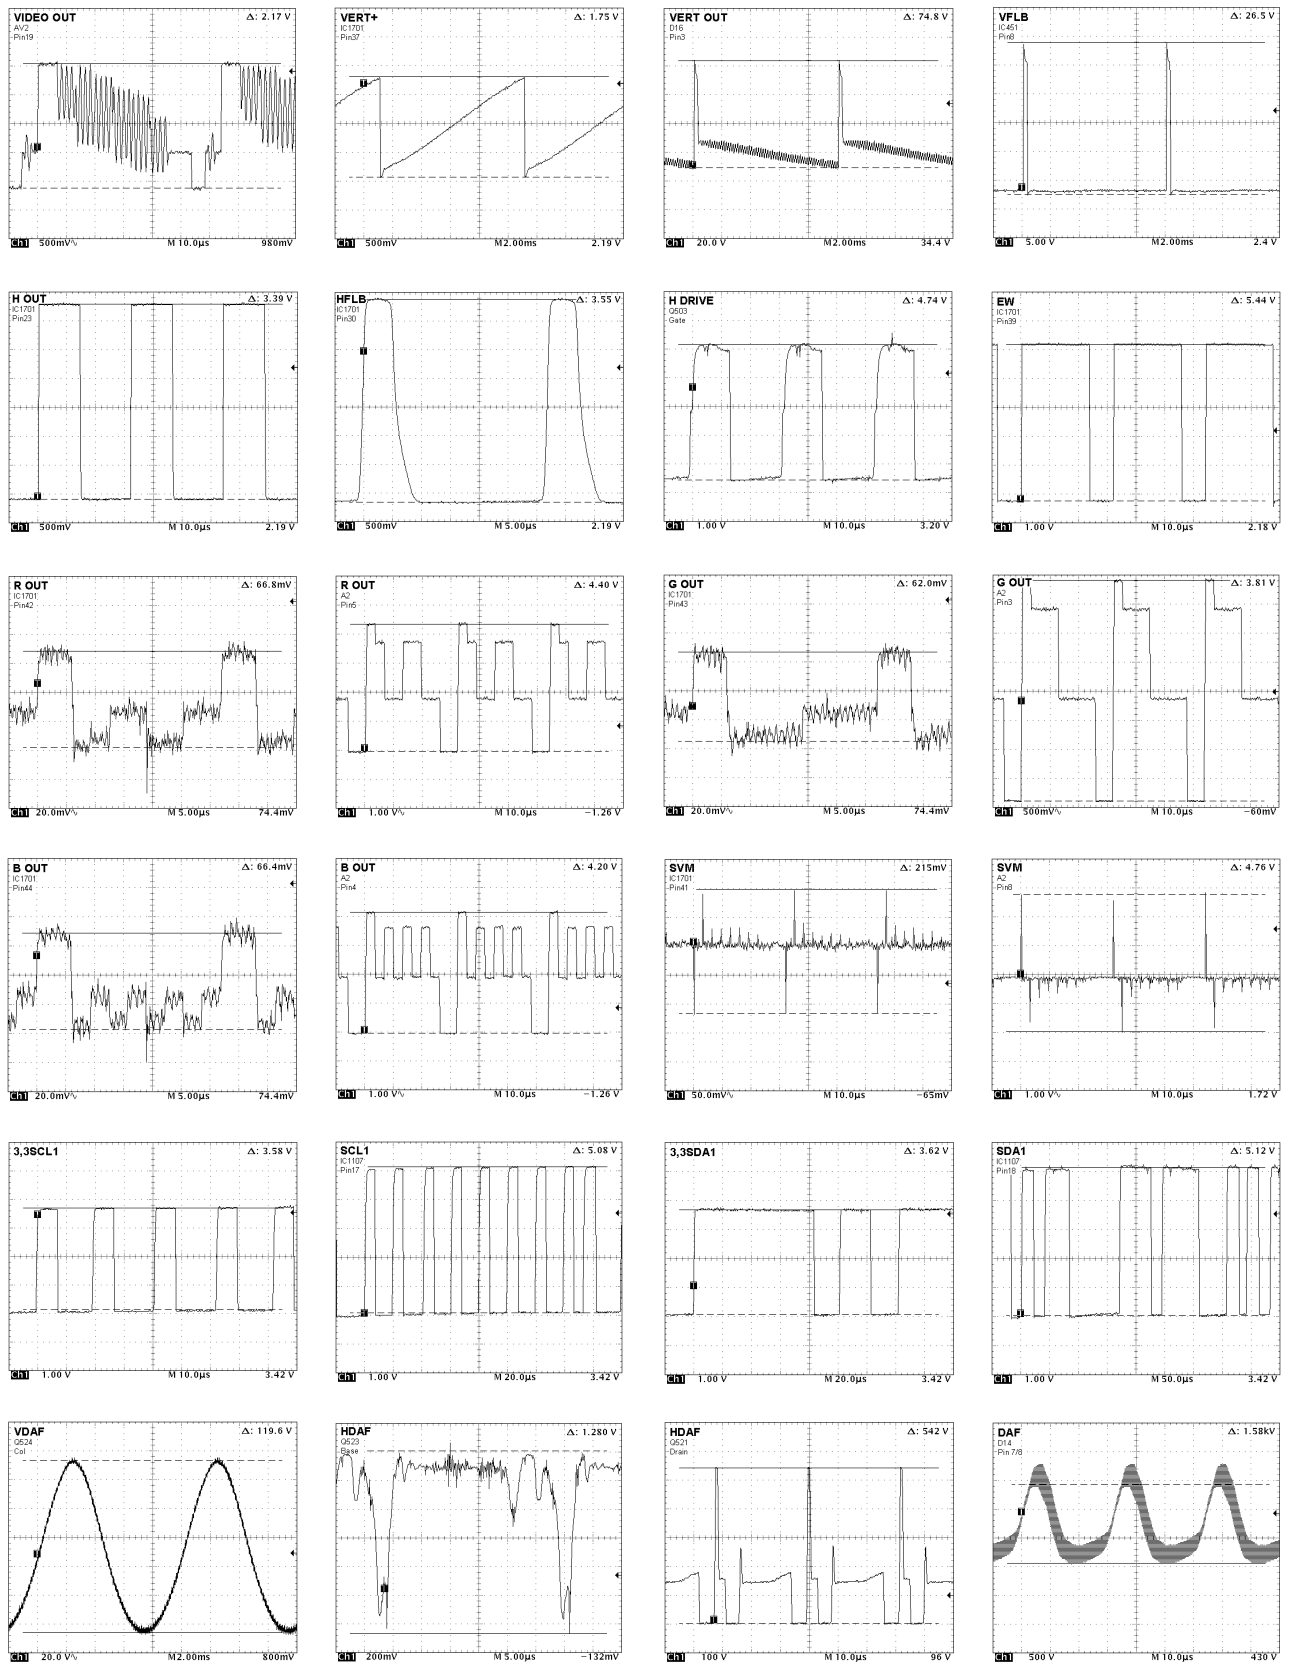 VIDEO OUT Δ: 2.17 V
AV2
Pin19
Ch1 500mV∿ M 10.0µs 980mV
VERT+ Δ: 1.75 V
IC1701
Pin37
Ch1 500mV M2.00ms 2.19 V
VERT OUT Δ: 74.8 V
D16
Pin3
Ch1 20.0 V M2.00ms 34.4 V
VFLB Δ: 26.5 V
IC451
Pin8
Ch1 5.00 V M2.00ms 2.4 V
H OUT Δ: 3.39 V
IC1701
Pin23
Ch1 500mV M 10.0µs 2.19 V
HFLB Δ: 3.55 V
IC1701
Pin30
Ch1 500mV M 5.00µs 2.19 V
H DRIVE Δ: 4.74 V
Q503
Gate
Ch1 1.00 V M 10.0µs 3.20 V
EW Δ: 5.44 V
IC1701
Pin39
Ch1 1.00 V M 10.0µs 2.18 V
R OUT Δ: 66.8mV
IC1701
Pin42
Ch1 20.0mV∿ M 5.00µs 74.4mV
R OUT Δ: 4.40 V
A2
Pin5
Ch1 1.00 V∿ M 10.0µs −1.26 V
G OUT Δ: 62.0mV
IC1701
Pin43
Ch1 20.0mV∿ M 5.00µs 74.4mV
G OUT Δ: 3.81 V
A2
Pin3
Ch1 500mV∿ M 10.0µs −60mV
B OUT Δ: 66.4mV
IC1701
Pin44
Ch1 20.0mV∿ M 5.00µs 74.4mV
B OUT Δ: 4.20 V
A2
Pin4
Ch1 1.00 V∿ M 10.0µs −1.26 V
SVM Δ: 215mV
IC1701
Pin41
Ch1 50.0mV∿ M 10.0µs −65mV
SVM Δ: 4.76 V
A2
Pin8
Ch1 1.00 V∿ M 10.0µs 1.72 V
3,3SCL1 Δ: 3.58 V
Ch1 1.00 V M 10.0µs 3.42 V
SCL1 Δ: 5.08 V
IC1107
Pin17
Ch1 1.00 V M 20.0µs 3.42 V
3,3SDA1 Δ: 3.62 V
Ch1 1.00 V M 20.0µs 3.42 V
SDA1 Δ: 5.12 V
IC1107
Pin18
Ch1 1.00 V M 50.0µs 3.42 V
VDAF Δ: 119.6 V
Q524
Col
Ch1 20.0 V∿ M2.00ms 800mV
HDAF Δ: 1.280 V
Q523
Base
Ch1 200mV M 5.00µs −132mV
HDAF Δ: 542 V
Q521
Drain
Ch1 100 V M 10.0µs 96 V
DAF Δ: 1.58kV
D14
Pin 7/8
Ch1 500 V M 10.0µs 430 V